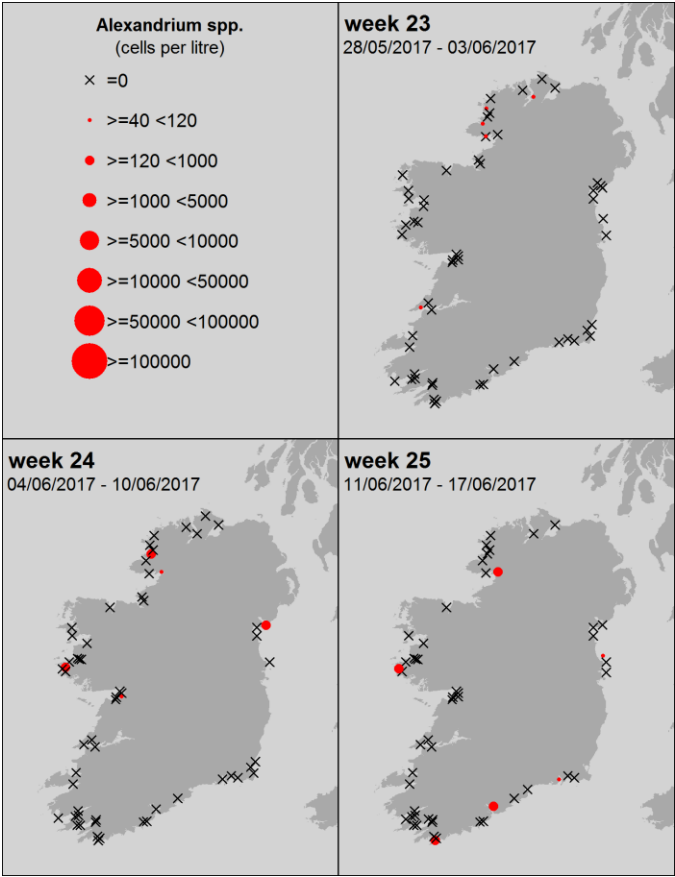 Alexandrium spp.
(cells per litre)
=0
>=40 <120
>=120 <1000
>=1000 <5000
>=5000 <10000
>=10000 <50000
>=50000 <100000
>=100000
week 23
28/05/2017 - 03/06/2017
week 24
04/06/2017 - 10/06/2017
week 25
11/06/2017 - 17/06/2017